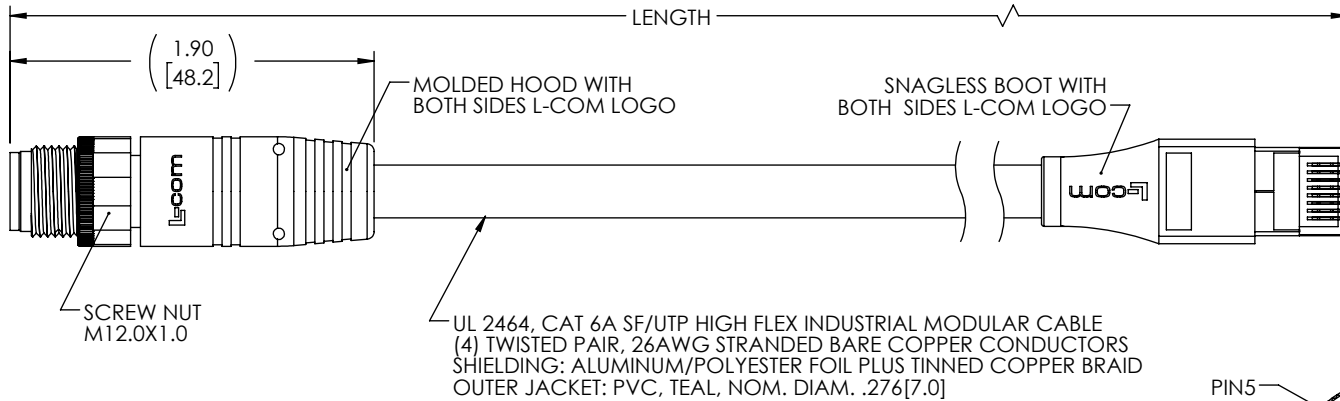 LENGTH
1.90
[48.2]
MOLDED HOOD WITH
BOTH SIDES L-COM LOGO
SNAGLESS BOOT WITH
BOTH SIDES L-COM LOGO
L-com
L-com
SCREW NUT
M12.0X1.0
UL 2464, CAT 6A SF/UTP HIGH FLEX INDUSTRIAL MODULAR CABLE
(4) TWISTED PAIR, 26AWG STRANDED BARE COPPER CONDUCTORS
SHIELDING: ALUMINUM/POLYESTER FOIL PLUS TINNED COPPER BRAID
OUTER JACKET: PVC, TEAL, NOM. DIAM. .276[7.0]
PIN5